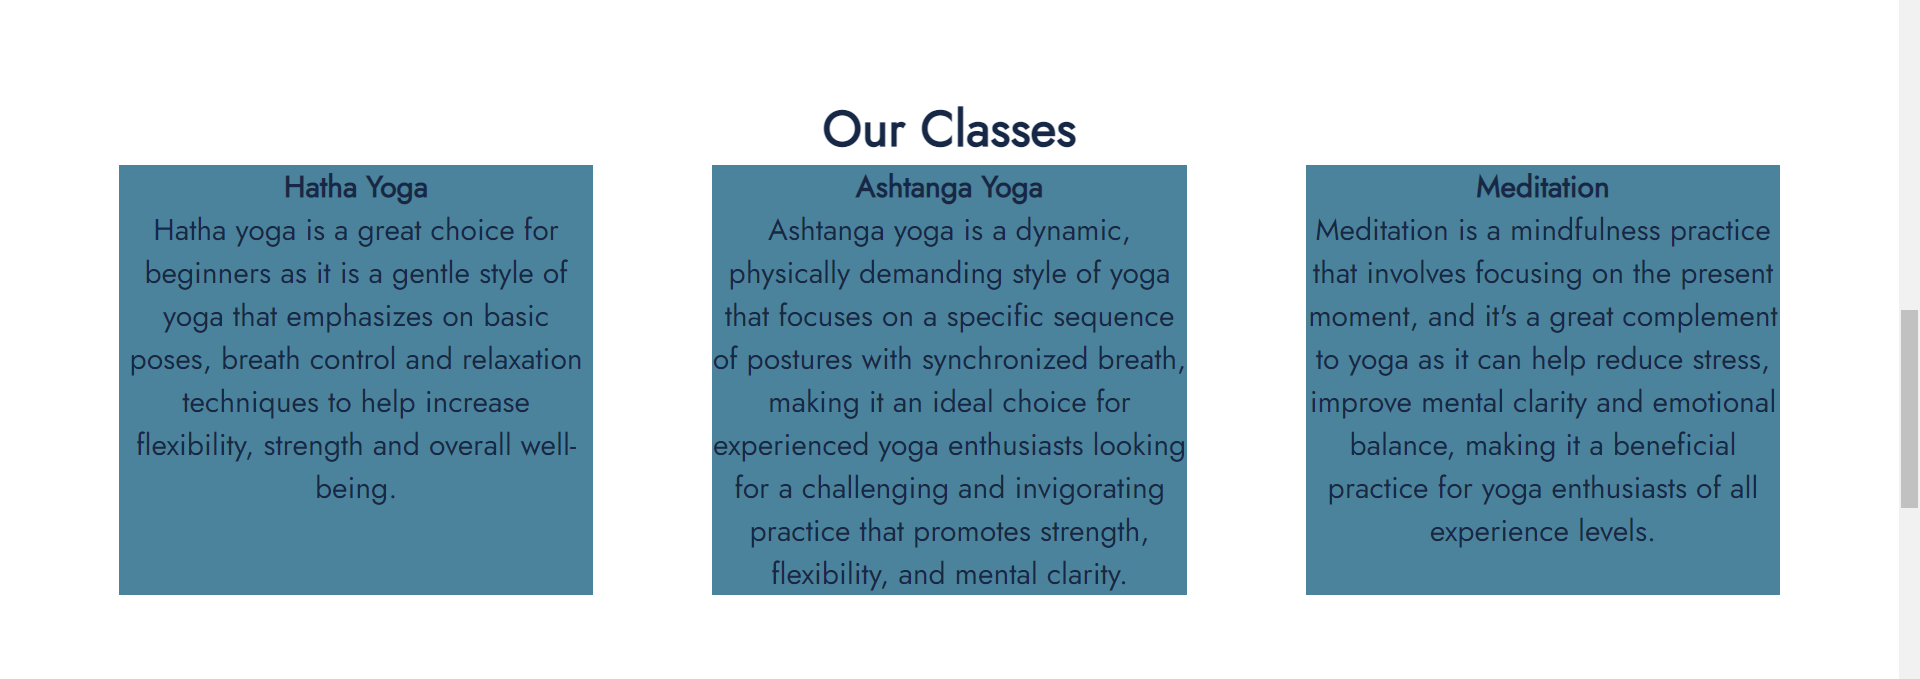 Our Classes
Hatha Yoga
Hatha yoga is a great choice for
beginners as it is a gentle style of
yoga that emphasizes on basic
poses, breath control and relaxation
techniques to help increase
flexibility, strength and overall well-
being.
Ashtanga Yoga
Ashtanga yoga is a dynamic,
physically demanding style of yoga
that focuses on a specific sequence
of postures with synchronized breath,
making it an ideal choice for
experienced yoga enthusiasts looking
for a challenging and invigorating
practice that promotes strength,
flexibility, and mental clarity.
Meditation
Meditation is a mindfulness practice
that involves focusing on the present
moment, and it's a great complement
to yoga as it can help reduce stress,
improve mental clarity and emotional
balance, making it a beneficial
practice for yoga enthusiasts of all
experience levels.